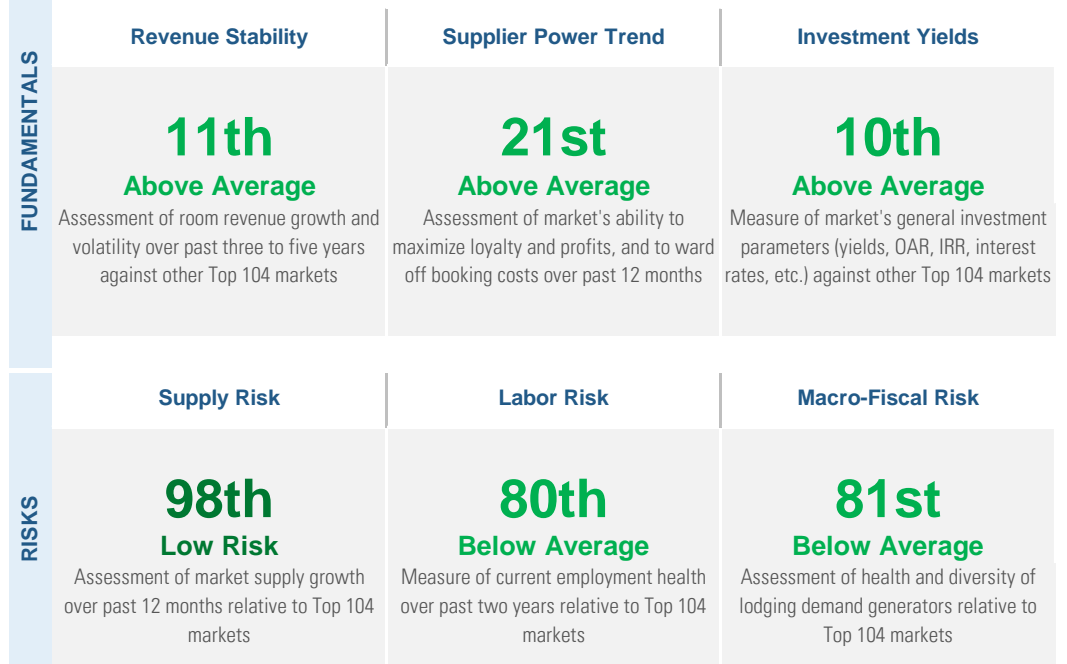 FUNDAMENTALS
Revenue Stability
11th
Above Average
Assessment of room revenue growth and
volatility over past three to five years
against other Top 104 markets
Supplier Power Trend
21st
Above Average
Assessment of market's ability to
maximize loyalty and profits, and to ward
off booking costs over past 12 months
Investment Yields
10th
Above Average
Measure of market's general investment
parameters (yields, OAR, IRR, interest
rates, etc.) against other Top 104 markets
RISKS
Supply Risk
98th
Low Risk
Assessment of market supply growth
over past 12 months relative to Top 104
markets
Labor Risk
80th
Below Average
Measure of current employment health
over past two years relative to Top 104
markets
Macro-Fiscal Risk
81st
Below Average
Assessment of health and diversity of
lodging demand generators relative to
Top 104 markets